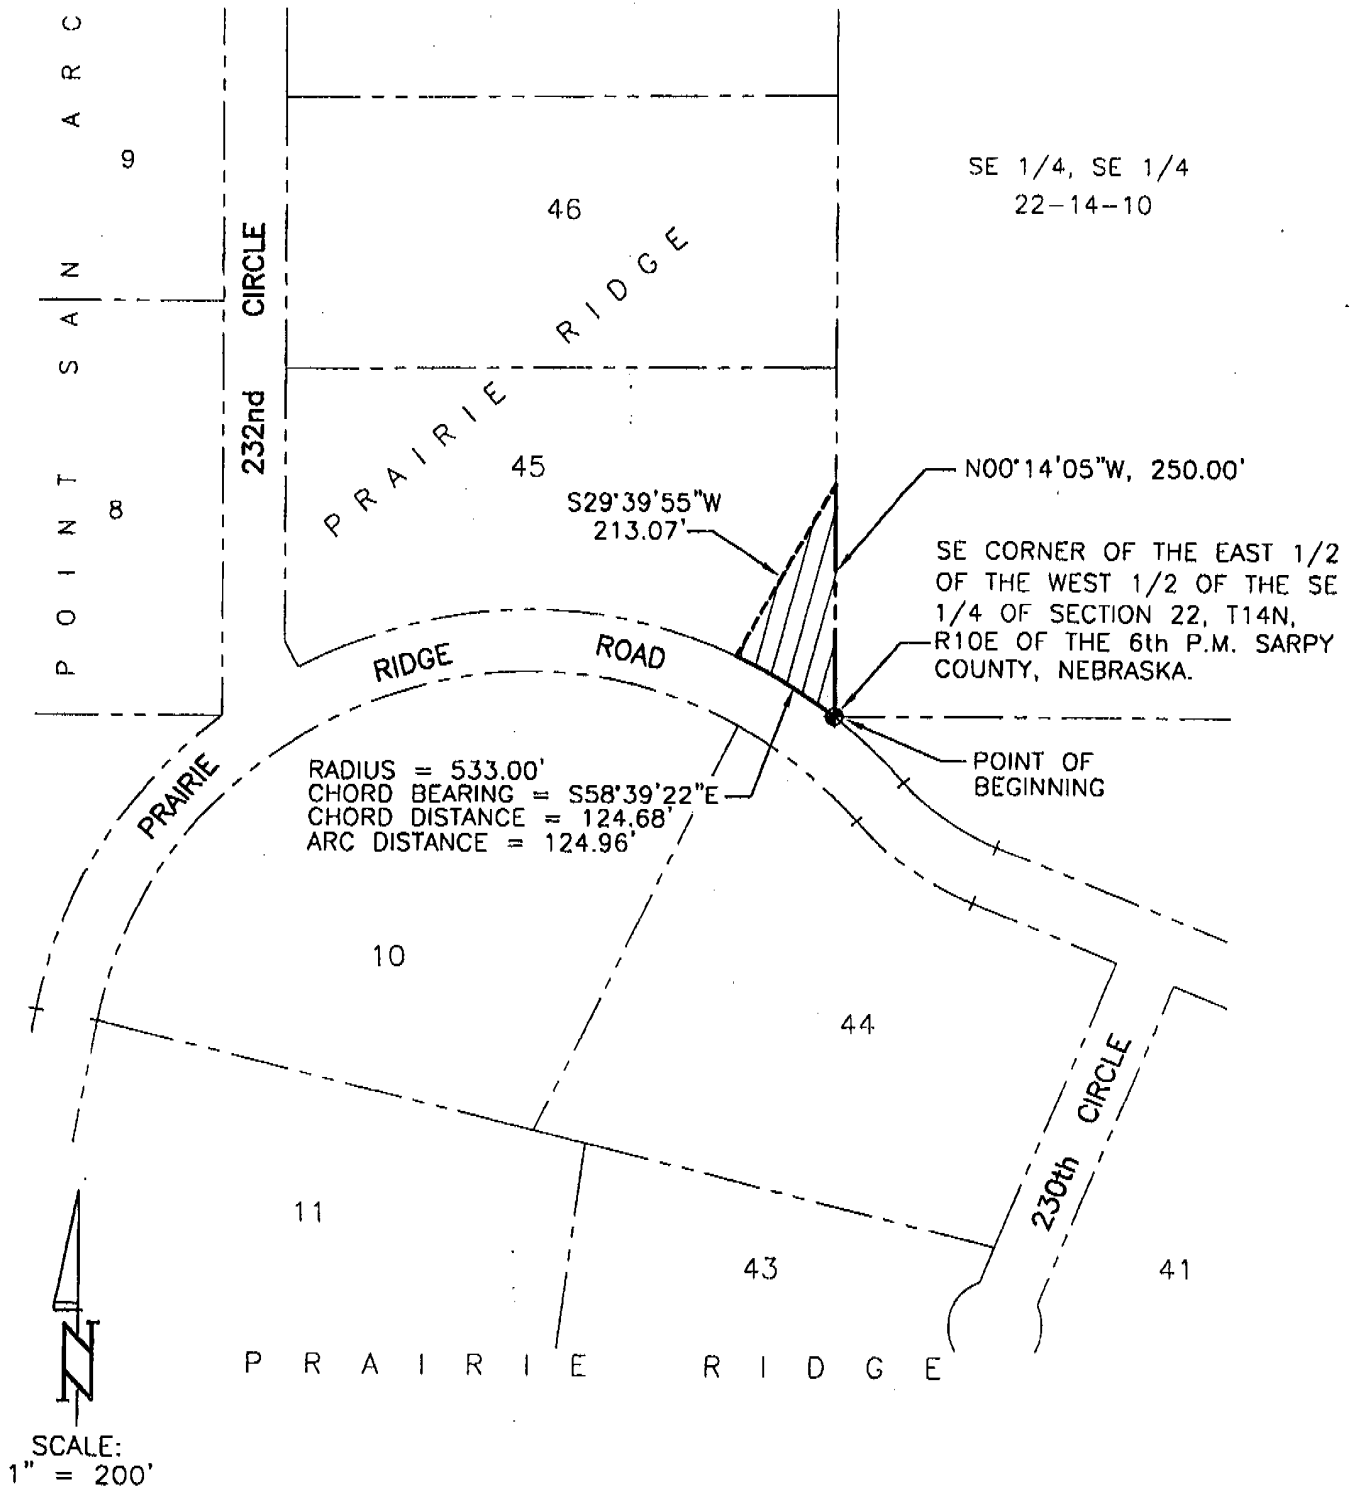 POINT SAN ARC
9
SE 1/4, SE 1/4
22-14-10
46
232nd CIRCLE
PRAIRIE RIDGE
45
8
N00°14'05"W, 250.00'
S29°39'55"W
213.07'
SE CORNER OF THE EAST 1/2
OF THE WEST 1/2 OF THE SE
1/4 OF SECTION 22, T14N,
R10E OF THE 6th P.M. SARPY
COUNTY, NEBRASKA.
PRAIRIE RIDGE ROAD
POINT OF
BEGINNING
RADIUS = 533.00'
CHORD BEARING = S58°39'22"E
CHORD DISTANCE = 124.68'
ARC DISTANCE = 124.96'
10
44
230th CIRCLE
11
43
41
PRAIRIE RIDGE
N
SCALE:
1" = 200'